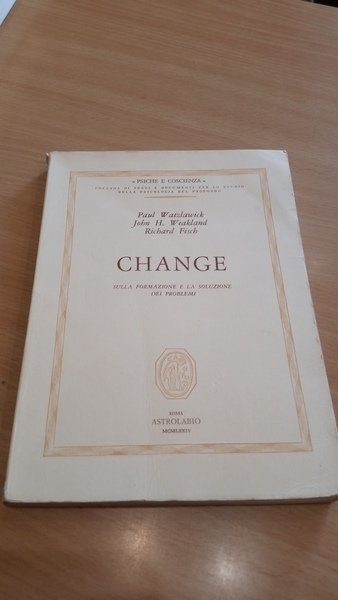 « PSICHE E COSCIENZA »
COLLANA DI TESTI E DOCUMENTI PER LO STUDIO
DELLA PSICOLOGIA DEL PROFONDO
Paul Watzlawick
John H. Weakland
Richard Fisch
CHANGE
SULLA FORMAZIONE E LA SOLUZIONE
DEI PROBLEMI
ROMA
ASTROLABIO
MCMLXXIV